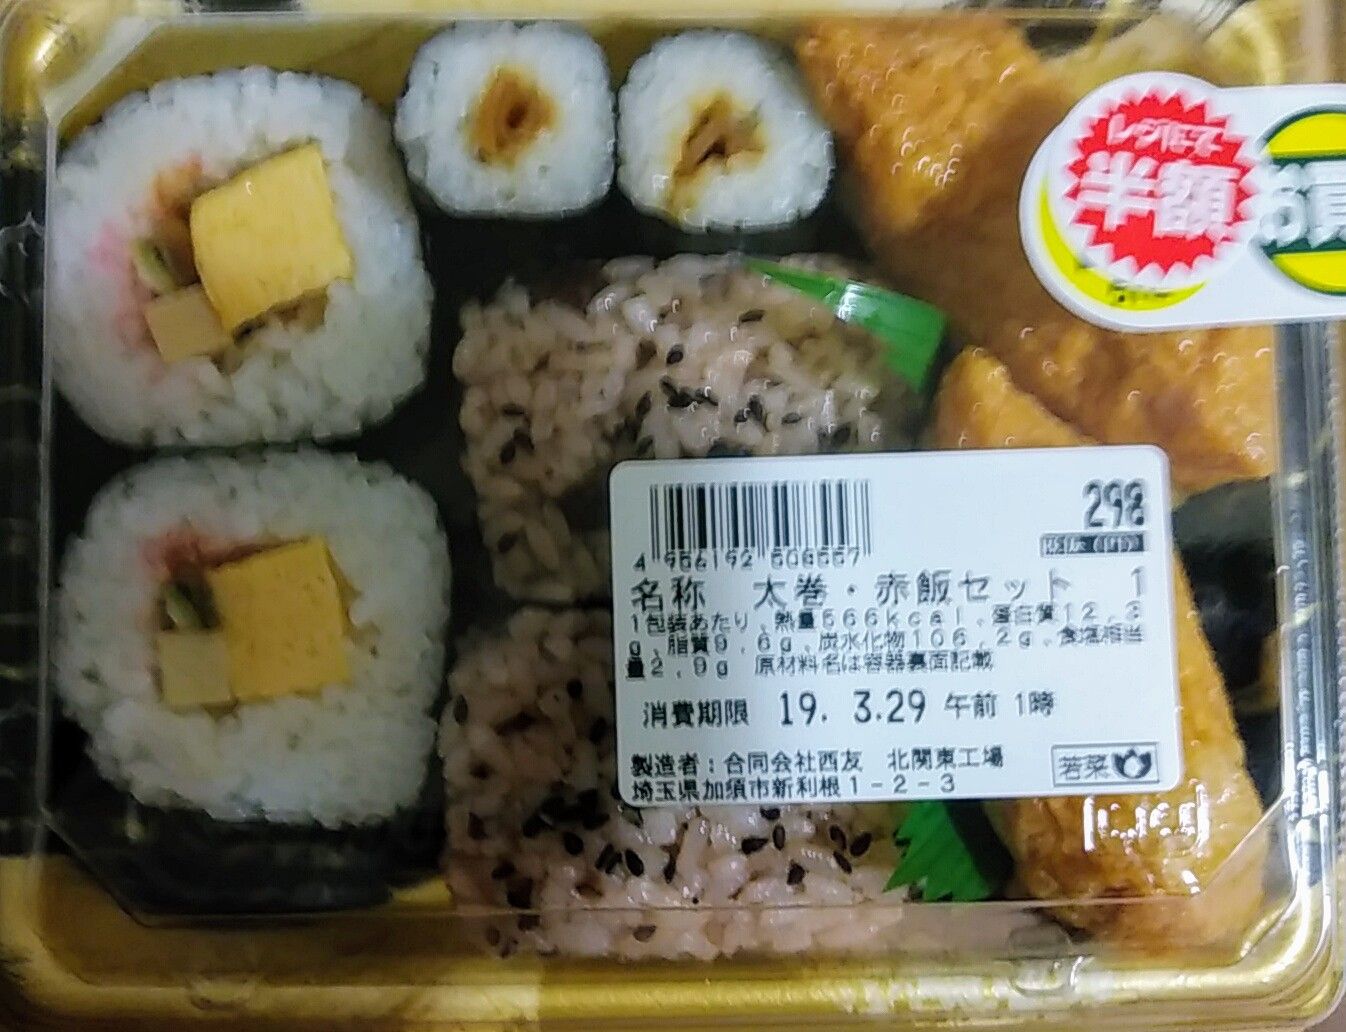 レジにて
半額
お買
298
4 956192 508557
名称 太巻・赤飯セット 1
1包装あたり、熱量566kcal、蛋白質12.3
g、脂質9.6g、炭水化物106.2g、食塩相当
量2.9g 原材料名は容器裏面記載
消費期限 19. 3.29 午前 1時
製造者：合同会社西友 北関東工場
埼玉県加須市新利根1-2-3
若菜